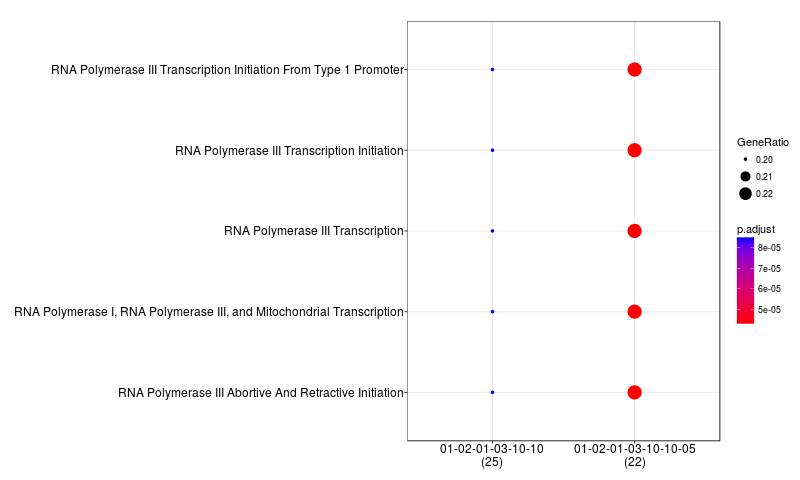 RNA Polymerase III Transcription Initiation From Type 1 Promoter
RNA Polymerase III Transcription Initiation
RNA Polymerase III Transcription
RNA Polymerase I, RNA Polymerase III, and Mitochondrial Transcription
RNA Polymerase III Abortive And Retractive Initiation
01-02-01-03-10-10
(25)
01-02-01-03-10-10-05
(22)
GeneRatio
0.20
0.21
0.22
p.adjust
8e-05
7e-05
6e-05
5e-05